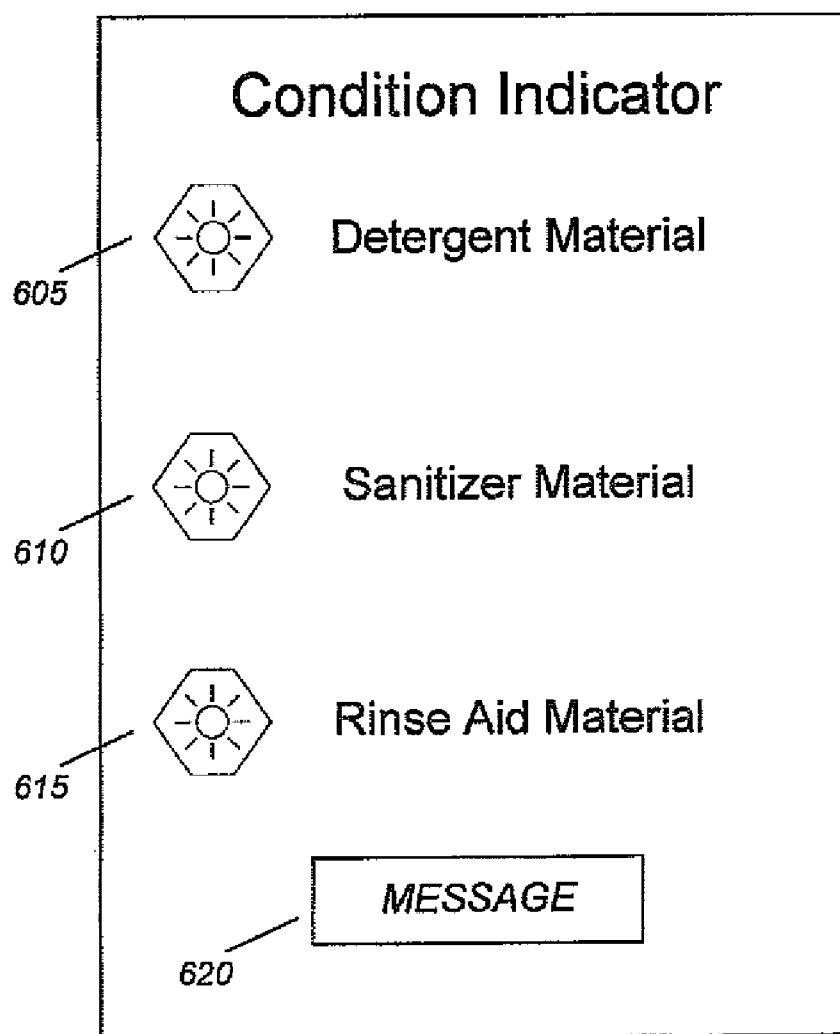 Condition Indicator
Detergent Material
605
Sanitizer Material
610
Rinse Aid Material
615
MESSAGE
620